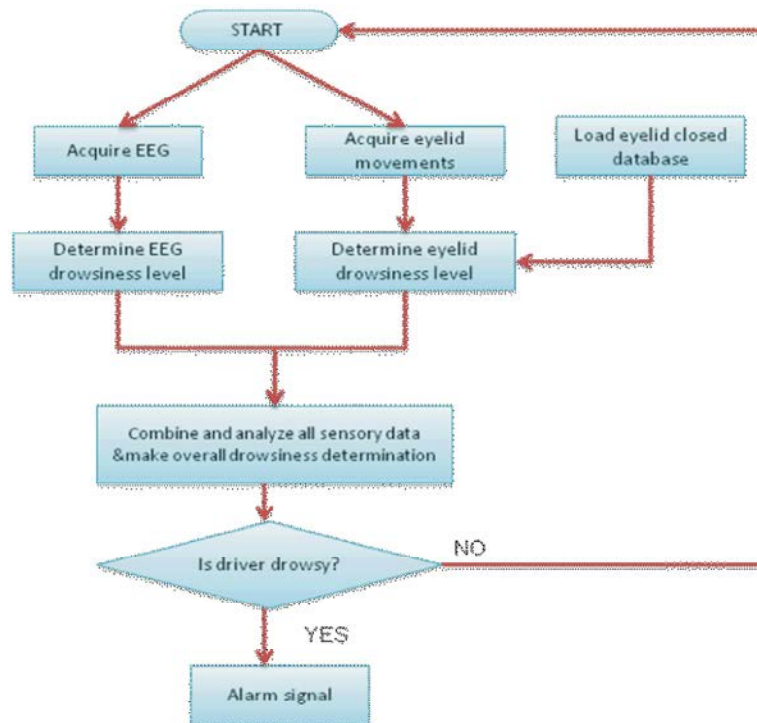 START
Acquire EEG
Acquire eyelid
movements
Load eyelid closed
database
Determine EEG
drowsiness level
Determine eyelid
drowsiness level
Combine and analyze all sensory data
&make overall drowsiness determination
Is driver drowsy?
NO
YES
Alarm signal